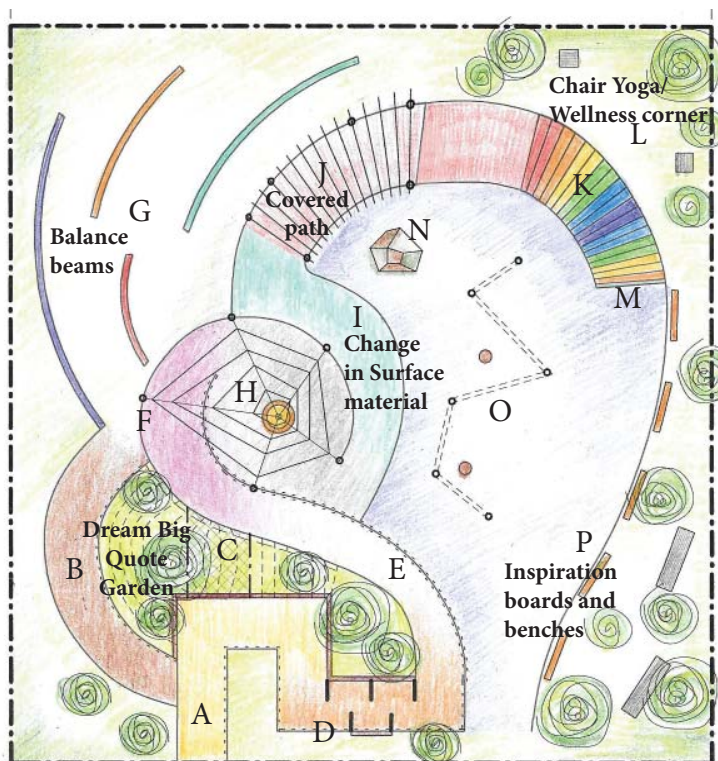 Chair Yoga/
Wellness corner
L
K
J
Covered
path
G
Balance
beams
N
M
I
Change
in Surface
material
H
F
O
Dream Big
Quote
Garden
B
C
E
P
Inspiration
boards and
benches
A
D